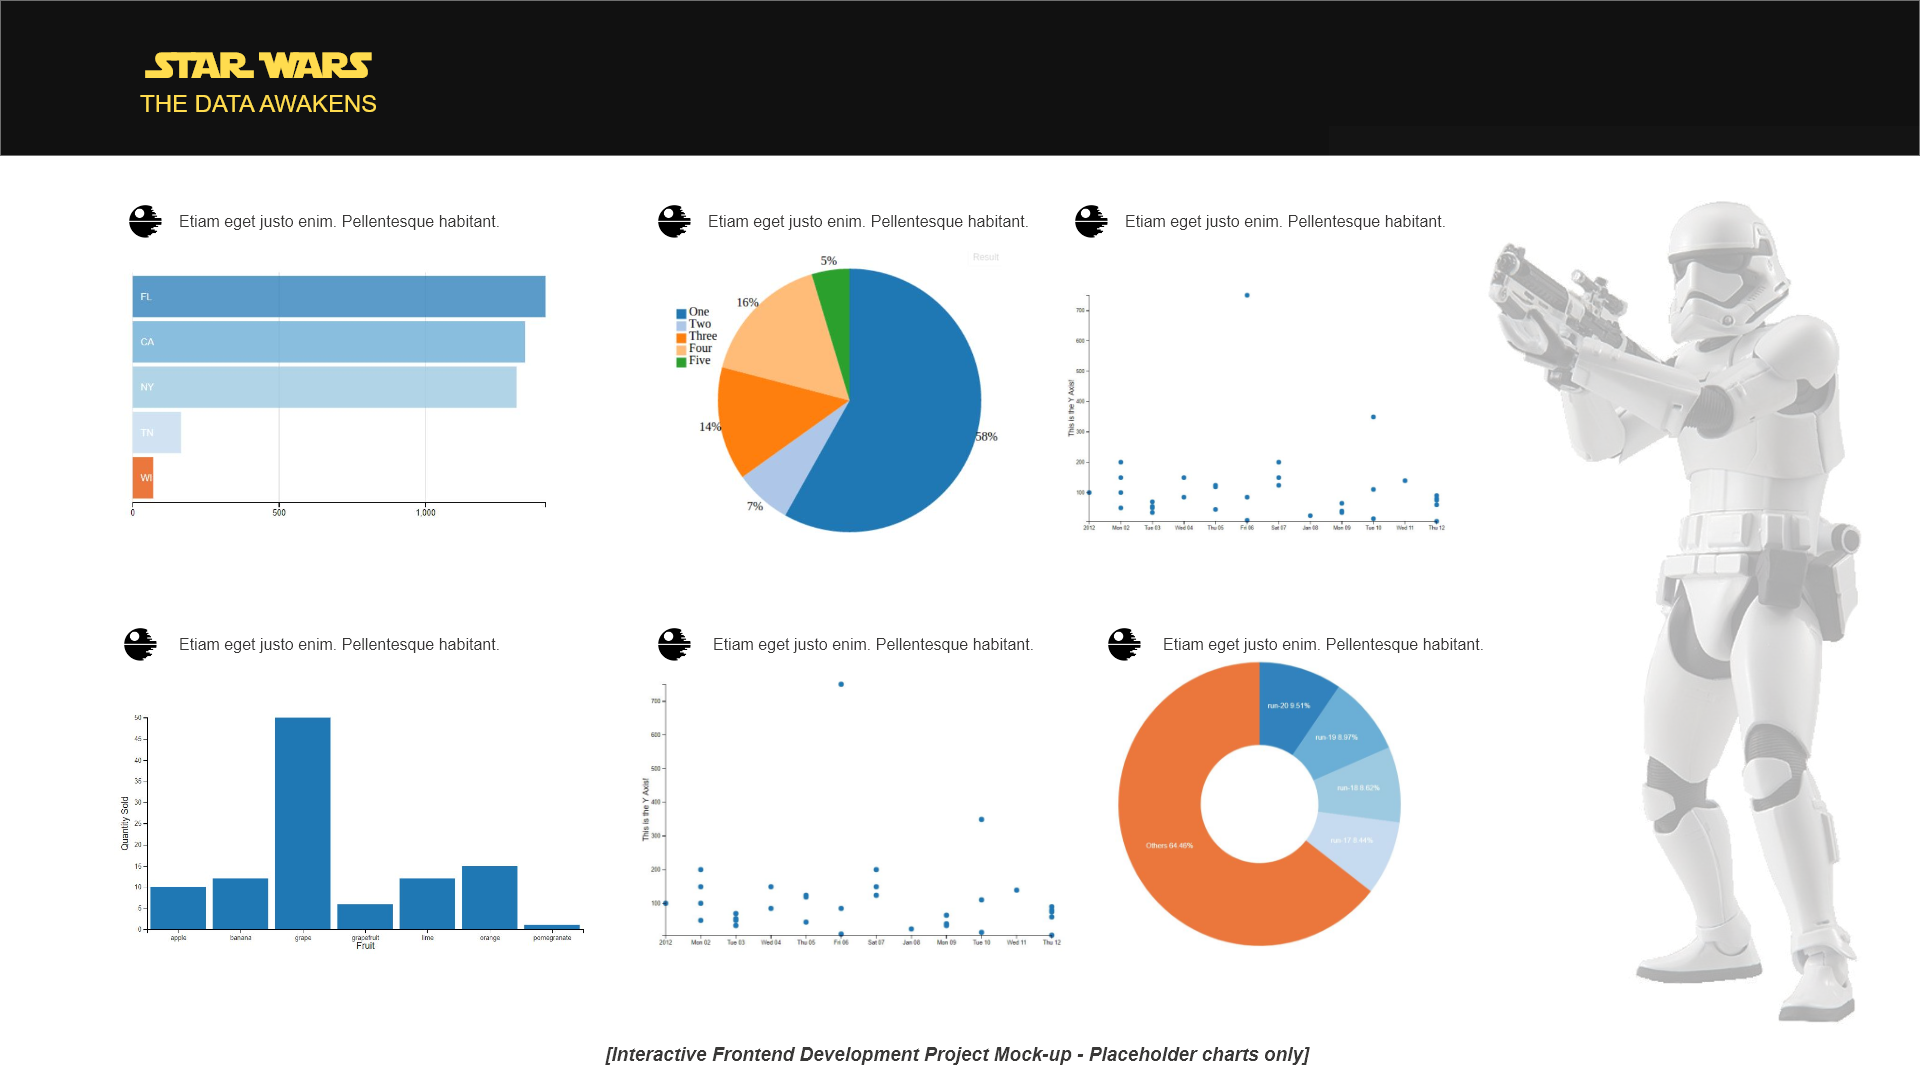 STAR WARS
THE DATA AWAKENS
Etiam eget justo enim. Pellentesque habitant.
FL
CA
NY
TN
WI
0 500 1,000
Etiam eget justo enim. Pellentesque habitant.
Result
5%
16%
One
Two
Three
Four
Five
14%
58%
7%
Etiam eget justo enim. Pellentesque habitant.
This is the Y Axis!
700
600
500
400
300
200
100
2012 Mon 02 Tue 03 Wed 04 Thu 05 Fri 06 Sat 07 Jan 08 Mon 09 Tue 10 Wed 11 Thu 12
Etiam eget justo enim. Pellentesque habitant.
Quantity Sold
50
45
40
35
30
25
20
15
10
5
0
apple banana grape grapefruit lime orange pomegranate
Fruit
Etiam eget justo enim. Pellentesque habitant.
This is the Y Axis!
700
600
500
400
300
200
100
2012 Mon 02 Tue 03 Wed 04 Thu 05 Fri 06 Sat 07 Jan 08 Mon 09 Tue 10 Wed 11 Thu 12
Etiam eget justo enim. Pellentesque habitant.
run-20 9.51%
run-19 8.97%
run-18 8.62%
run-17 8.44%
Others 64.46%
[Interactive Frontend Development Project Mock-up - Placeholder charts only]